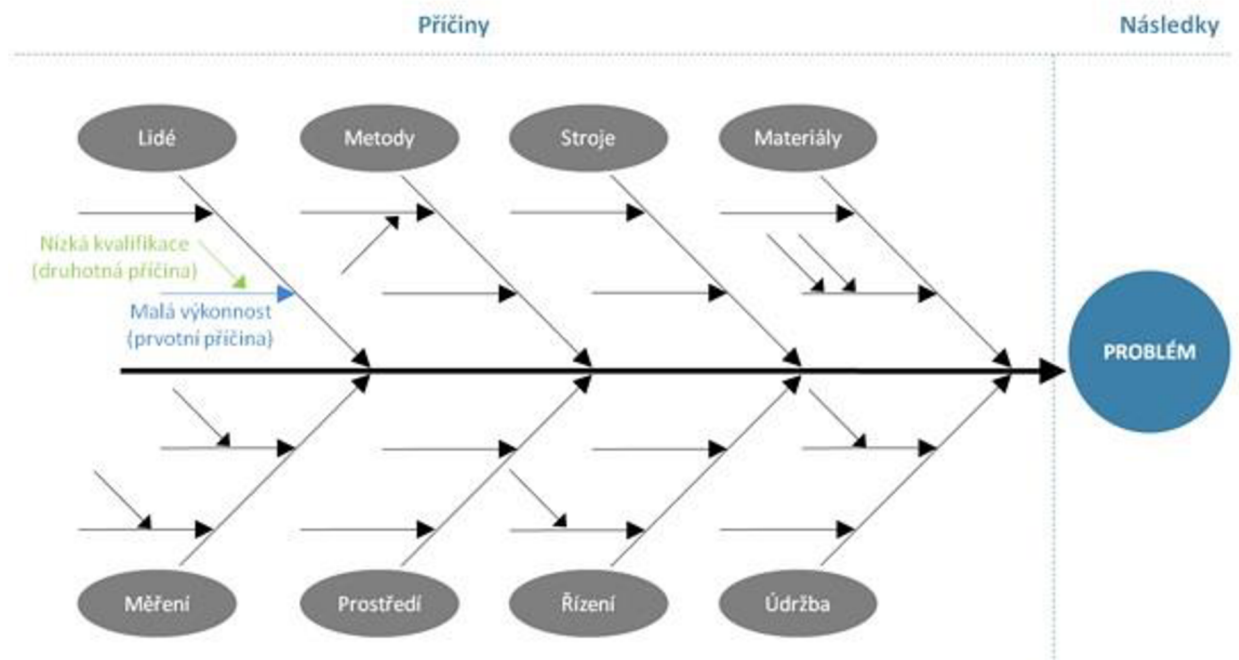 Příčiny
Následky
Lidé
Metody
Stroje
Materiály
Nízká kvalifikace
(druhotná příčina)
Malá výkonnost
(prvotní příčina)
PROBLÉM
Měření
Prostředí
Řízení
Údržba